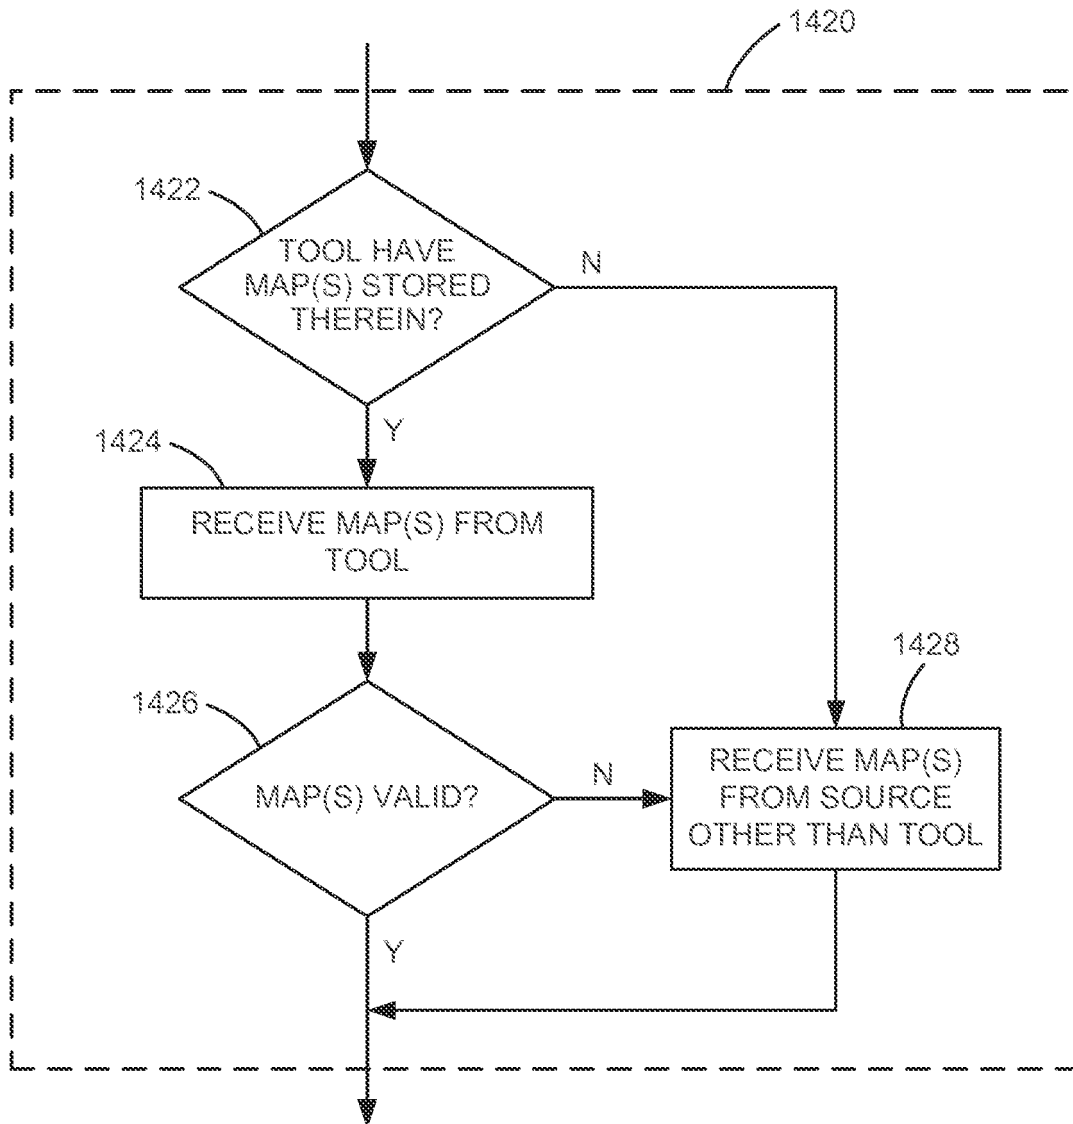 1420
1422
TOOL HAVE
MAP(S) STORED
THEREIN?
N
Y
1424
RECEIVE MAP(S) FROM
TOOL
1426
MAP(S) VALID?
N
1428
RECEIVE MAP(S)
FROM SOURCE
OTHER THAN TOOL
Y